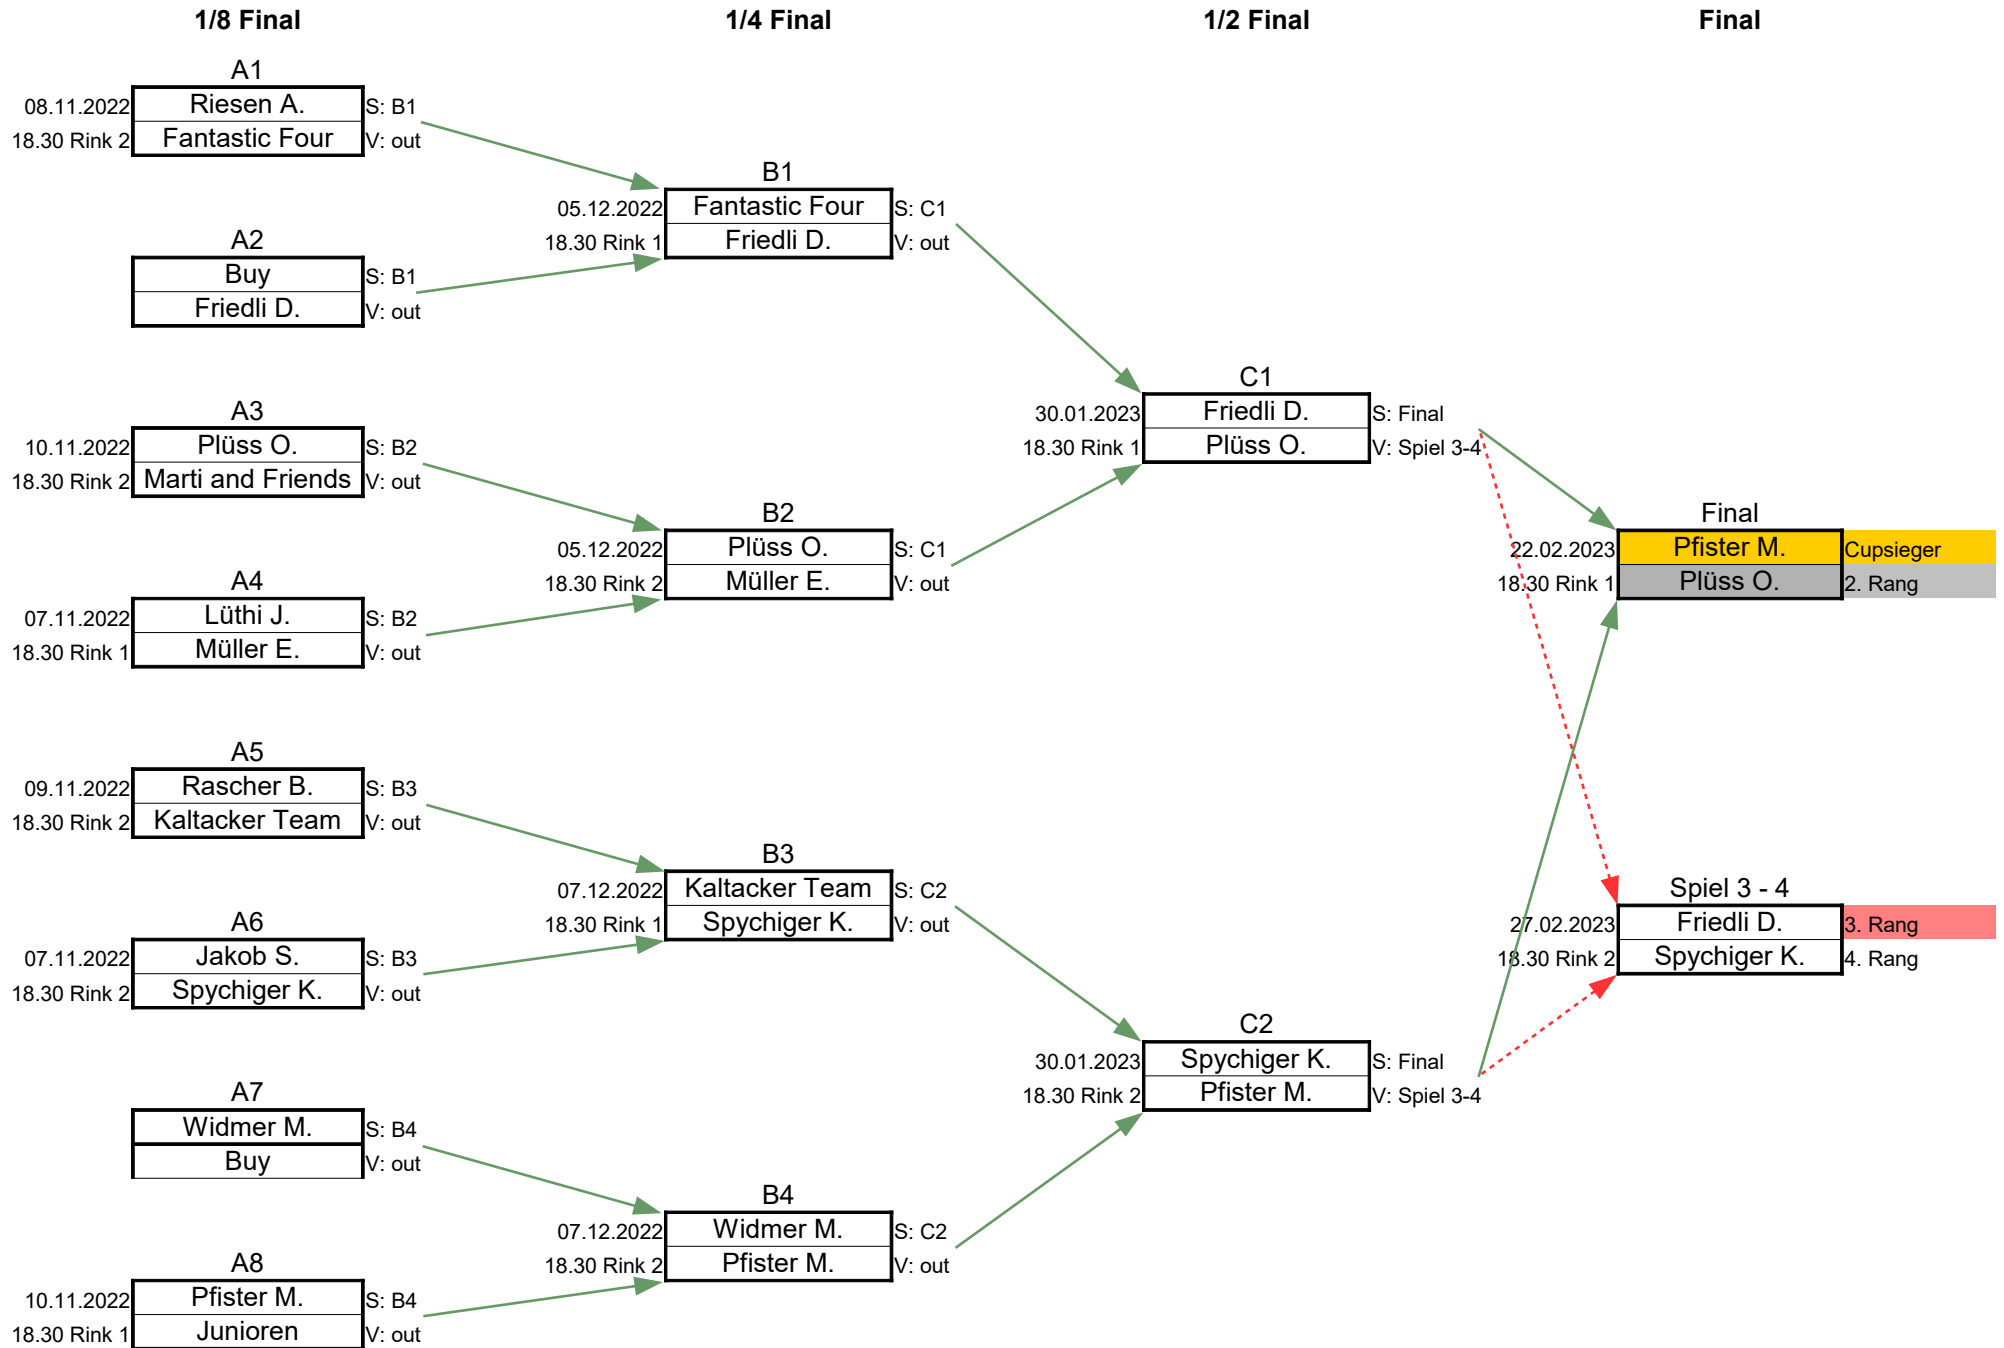 1/8 Final
1/4 Final
1/2 Final
Final
A1
08.11.2022 Riesen A. S: B1
18.30 Rink 2 Fantastic Four V: out
A2
Buy S: B1
Friedli D. V: out
A3
10.11.2022 Plüss O. S: B2
18.30 Rink 2 Marti and Friends V: out
A4
07.11.2022 Lüthi J. S: B2
18.30 Rink 1 Müller E. V: out
A5
09.11.2022 Rascher B. S: B3
18.30 Rink 2 Kaltacker Team V: out
A6
07.11.2022 Jakob S. S: B3
18.30 Rink 2 Spychiger K. V: out
A7
Widmer M. S: B4
Buy V: out
A8
10.11.2022 Pfister M. S: B4
18.30 Rink 1 Junioren V: out
B1
05.12.2022 Fantastic Four S: C1
18.30 Rink 1 Friedli D. V: out
B2
05.12.2022 Plüss O. S: C1
18.30 Rink 2 Müller E. V: out
B3
07.12.2022 Kaltacker Team S: C2
18.30 Rink 1 Spychiger K. V: out
B4
07.12.2022 Widmer M. S: C2
18.30 Rink 2 Pfister M. V: out
C1
30.01.2023 Friedli D. S: Final
18.30 Rink 1 Plüss O. V: Spiel 3-4
C2
30.01.2023 Spychiger K. S: Final
18.30 Rink 2 Pfister M. V: Spiel 3-4
Final
22.02.2023 Pfister M. Cupsieger
18.30 Rink 1 Plüss O. 2. Rang
Spiel 3 - 4
27.02.2023 Friedli D. 3. Rang
18.30 Rink 2 Spychiger K. 4. Rang